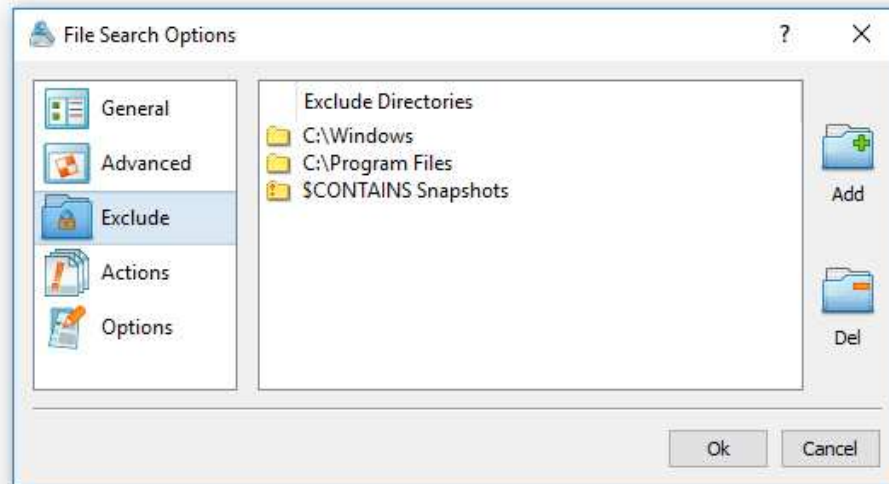 File Search Options
?
General
Advanced
Exclude
Actions
Options
Exclude Directories
C:\Windows
C:\Program Files
$CONTAINS Snapshots
Add
Del
Ok
Cancel